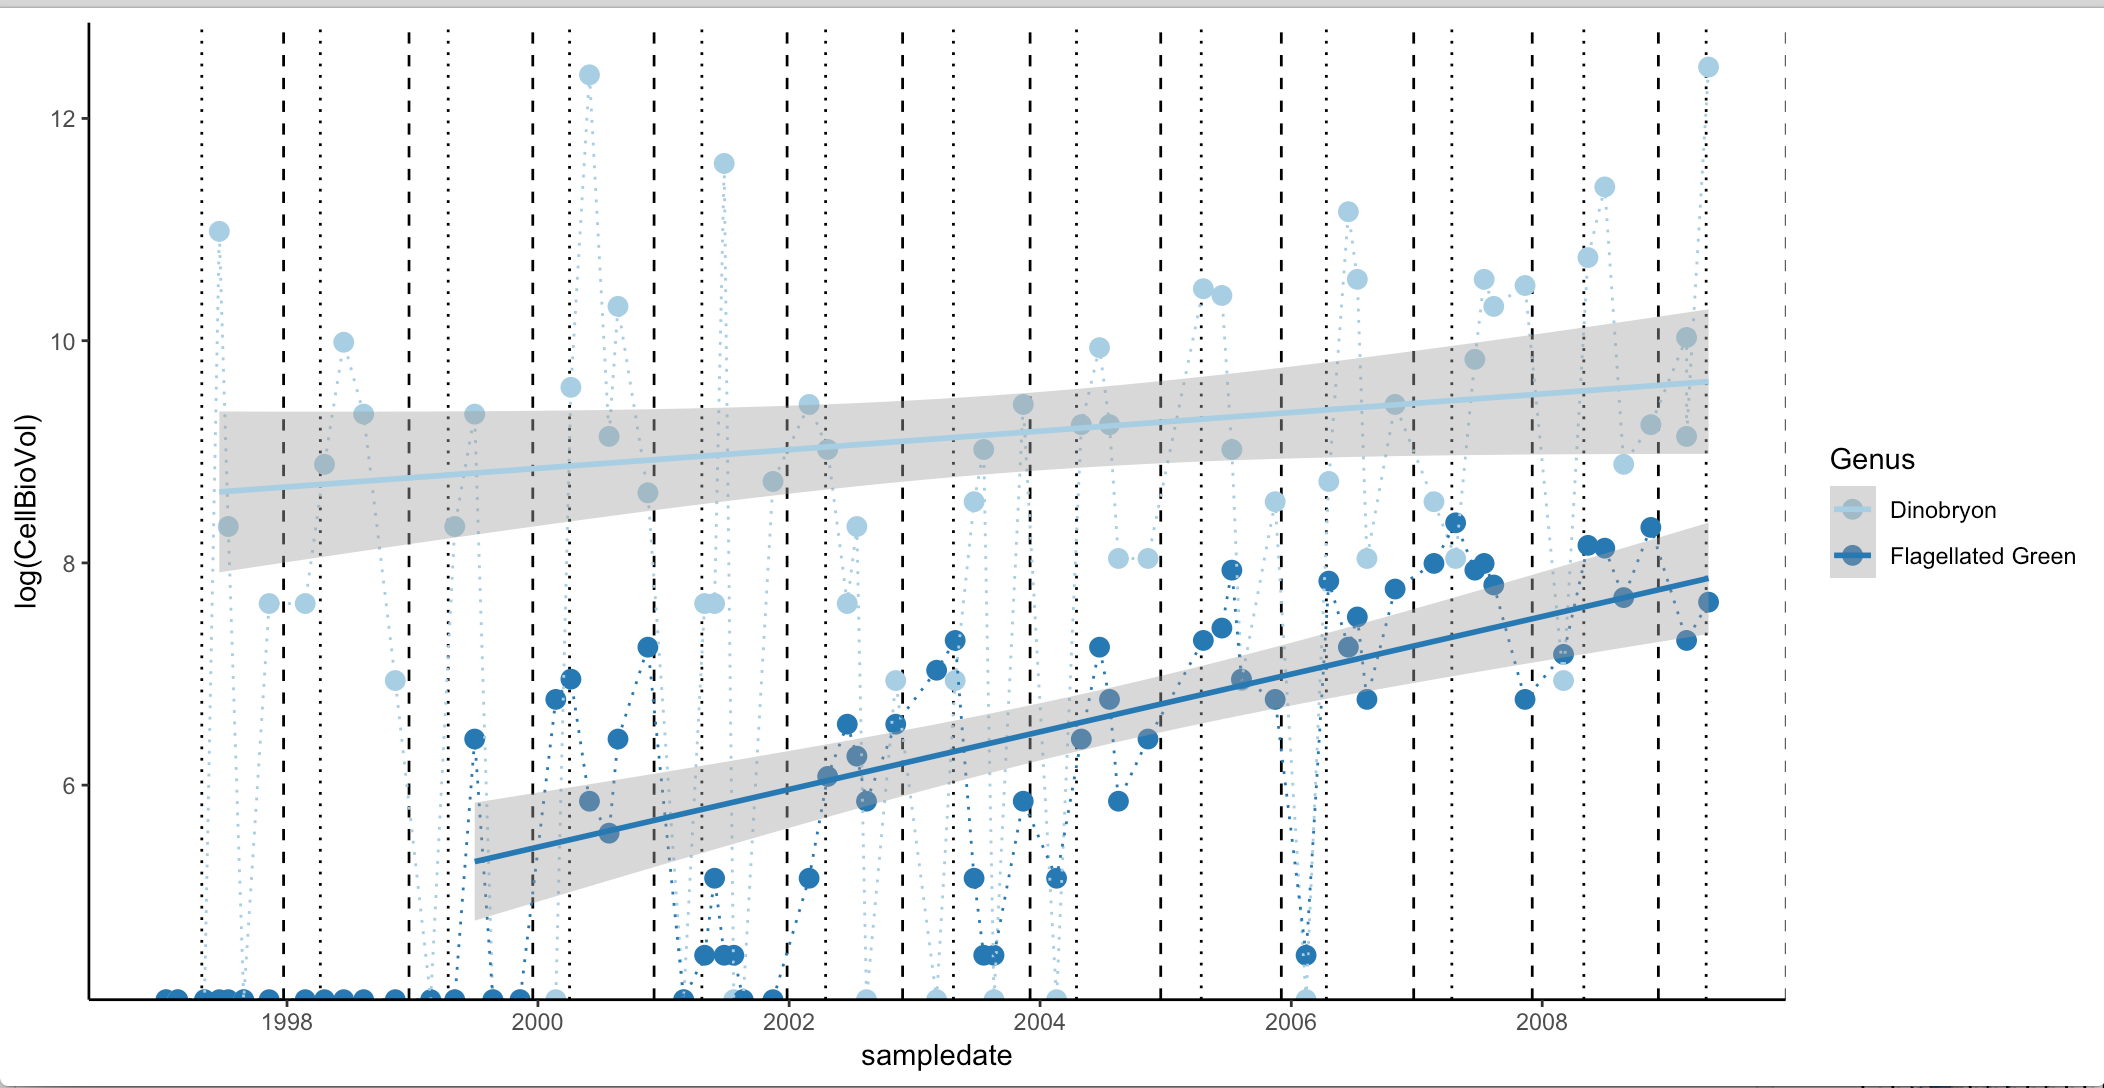 12
10
8
6
log(CellBioVol)
1998
2000
2002
2004
2006
2008
sampledate
Genus
Dinobryon
Flagellated Green